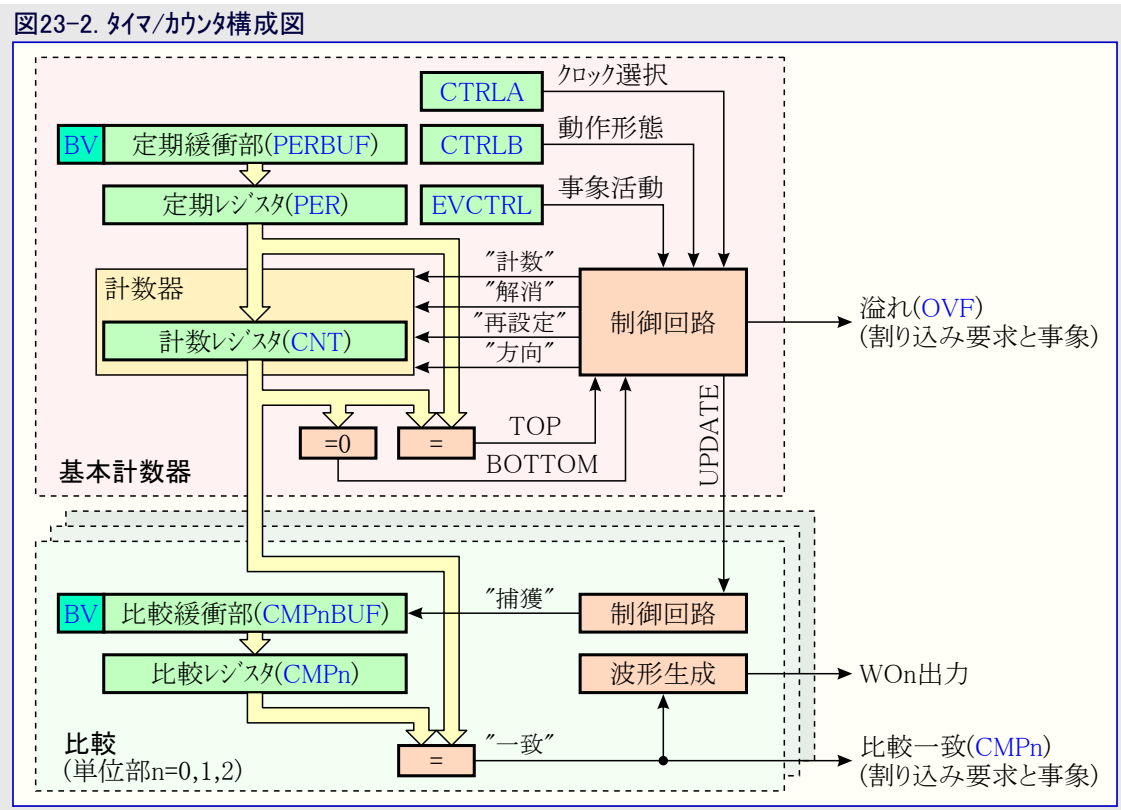 図23-2. ﾀｲﾏ/ｶｳﾝﾀ構成図
CTRLA
ｸﾛｯｸ選択
BV
定期緩衝部(PERBUF)
CTRLB
動作形態
定期ﾚｼﾞｽﾀ(PER)
EVCTRL
事象活動
計数器
"計数"
"解消"
"再設定"
"方向"
制御回路
計数ﾚｼﾞｽﾀ(CNT)
溢れ(OVF)
(割り込み要求と事象)
=0
=
TOP
BOTTOM
UPDATE
基本計数器
BV
比較緩衝部(CMPnBUF)
"捕獲"
制御回路
比較ﾚｼﾞｽﾀ(CMPn)
波形生成
WOn出力
比較
(単位部n=0,1,2)
=
"一致"
比較一致(CMPn)
(割り込み要求と事象)